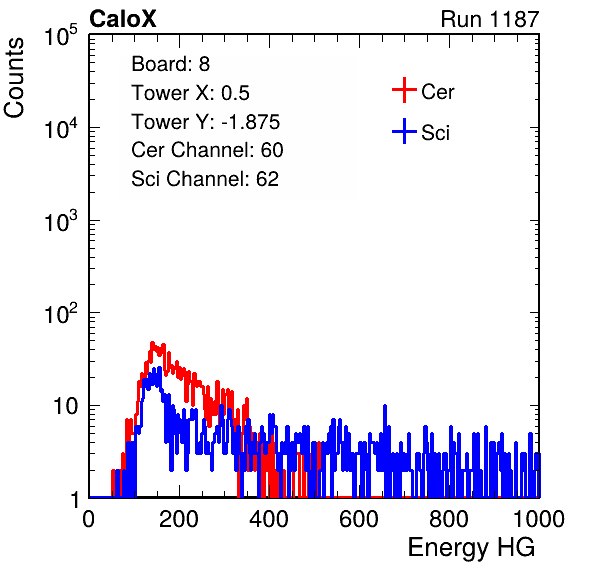 CaloX Run 1187
Board: 8
Tower X: 0.5
Tower Y: -1.875
Cer Channel: 60
Sci Channel: 62
Cer
Sci
Counts
10^5
10^4
10^3
10^2
10
1
0 200 400 600 800 1000
Energy HG